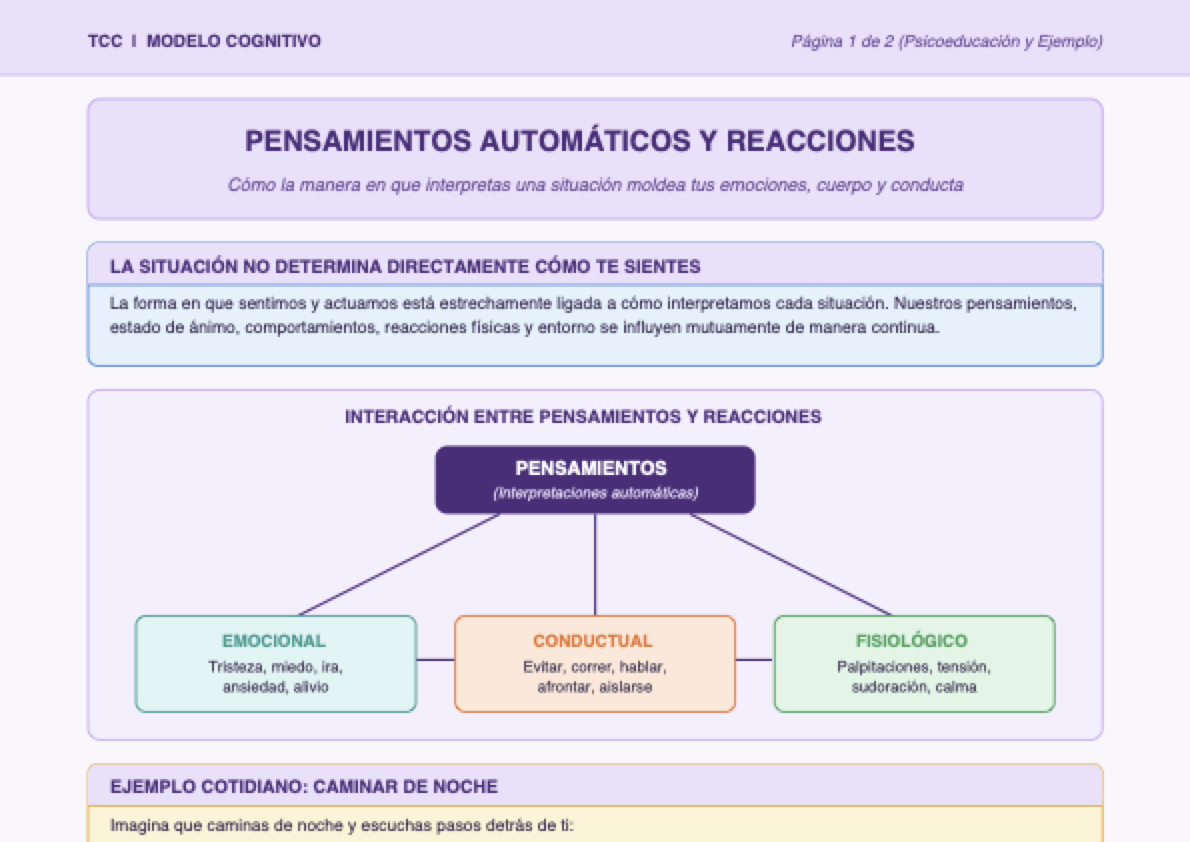 TCC | MODELO COGNITIVO
Página 1 de 2 (Psicoeducación y Ejemplo)
PENSAMIENTOS AUTOMÁTICOS Y REACCIONES
Cómo la manera en que interpretas una situación moldea tus emociones, cuerpo y conducta
LA SITUACIÓN NO DETERMINA DIRECTAMENTE CÓMO TE SIENTES
La forma en que sentimos y actuamos está estrechamente ligada a cómo interpretamos cada situación. Nuestros pensamientos,
estado de ánimo, comportamientos, reacciones físicas y entorno se influyen mutuamente de manera continua.
INTERACCIÓN ENTRE PENSAMIENTOS Y REACCIONES
PENSAMIENTOS
(Interpretaciones automáticas)
EMOCIONAL
Tristeza, miedo, ira,
ansiedad, alivio
CONDUCTUAL
Evitar, correr, hablar,
afrontar, aislarse
FISIOLÓGICO
Palpitaciones, tensión,
sudoración, calma
EJEMPLO COTIDIANO: CAMINAR DE NOCHE
Imagina que caminas de noche y escuchas pasos detrás de ti: